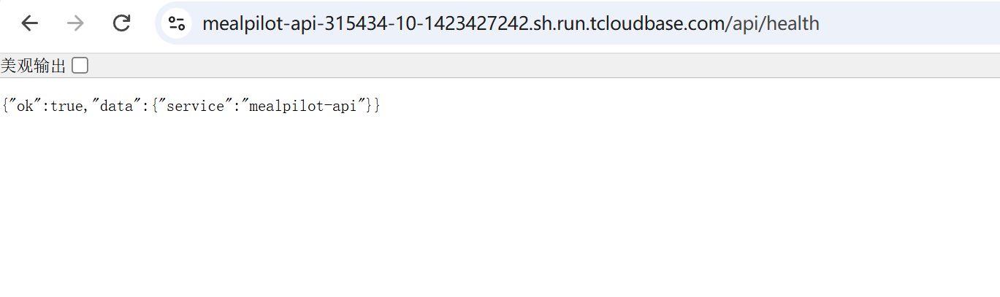 mealpilot-api-315434-10-1423427242.sh.run.tcloudbase.com/api/health
美观输出
{"ok":true,"data":{"service":"mealpilot-api"}}